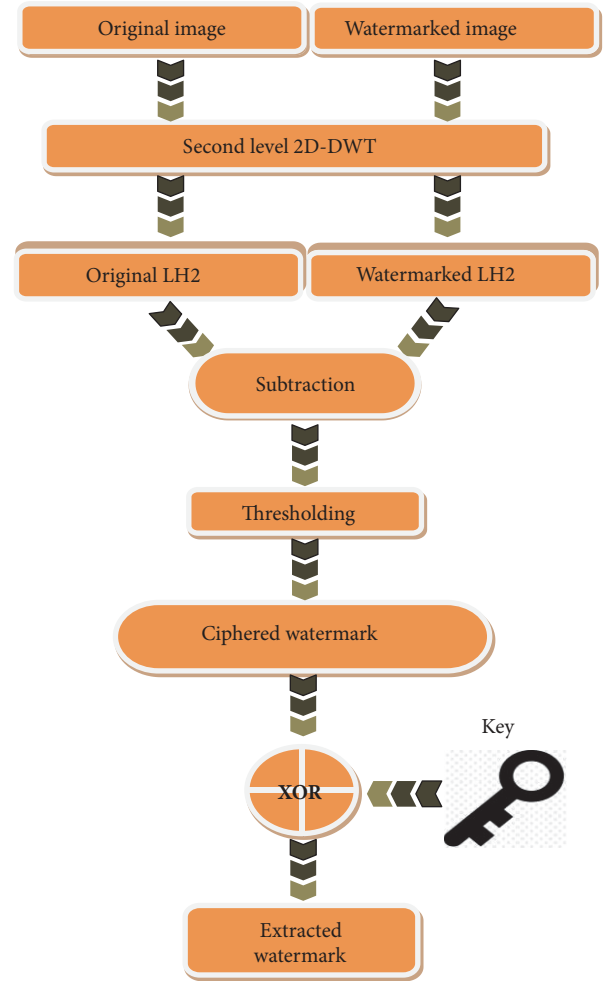 Original image
Watermarked image
Second level 2D-DWT
Original LH2
Watermarked LH2
Subtraction
Thresholding
Ciphered watermark
Key
XOR
Extracted
watermark